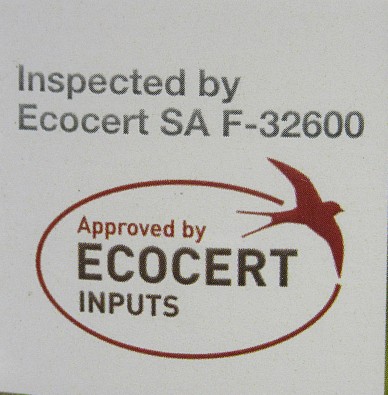 Inspected by
Ecocert SA F-32600
Approved by
ECOCERT
INPUTS